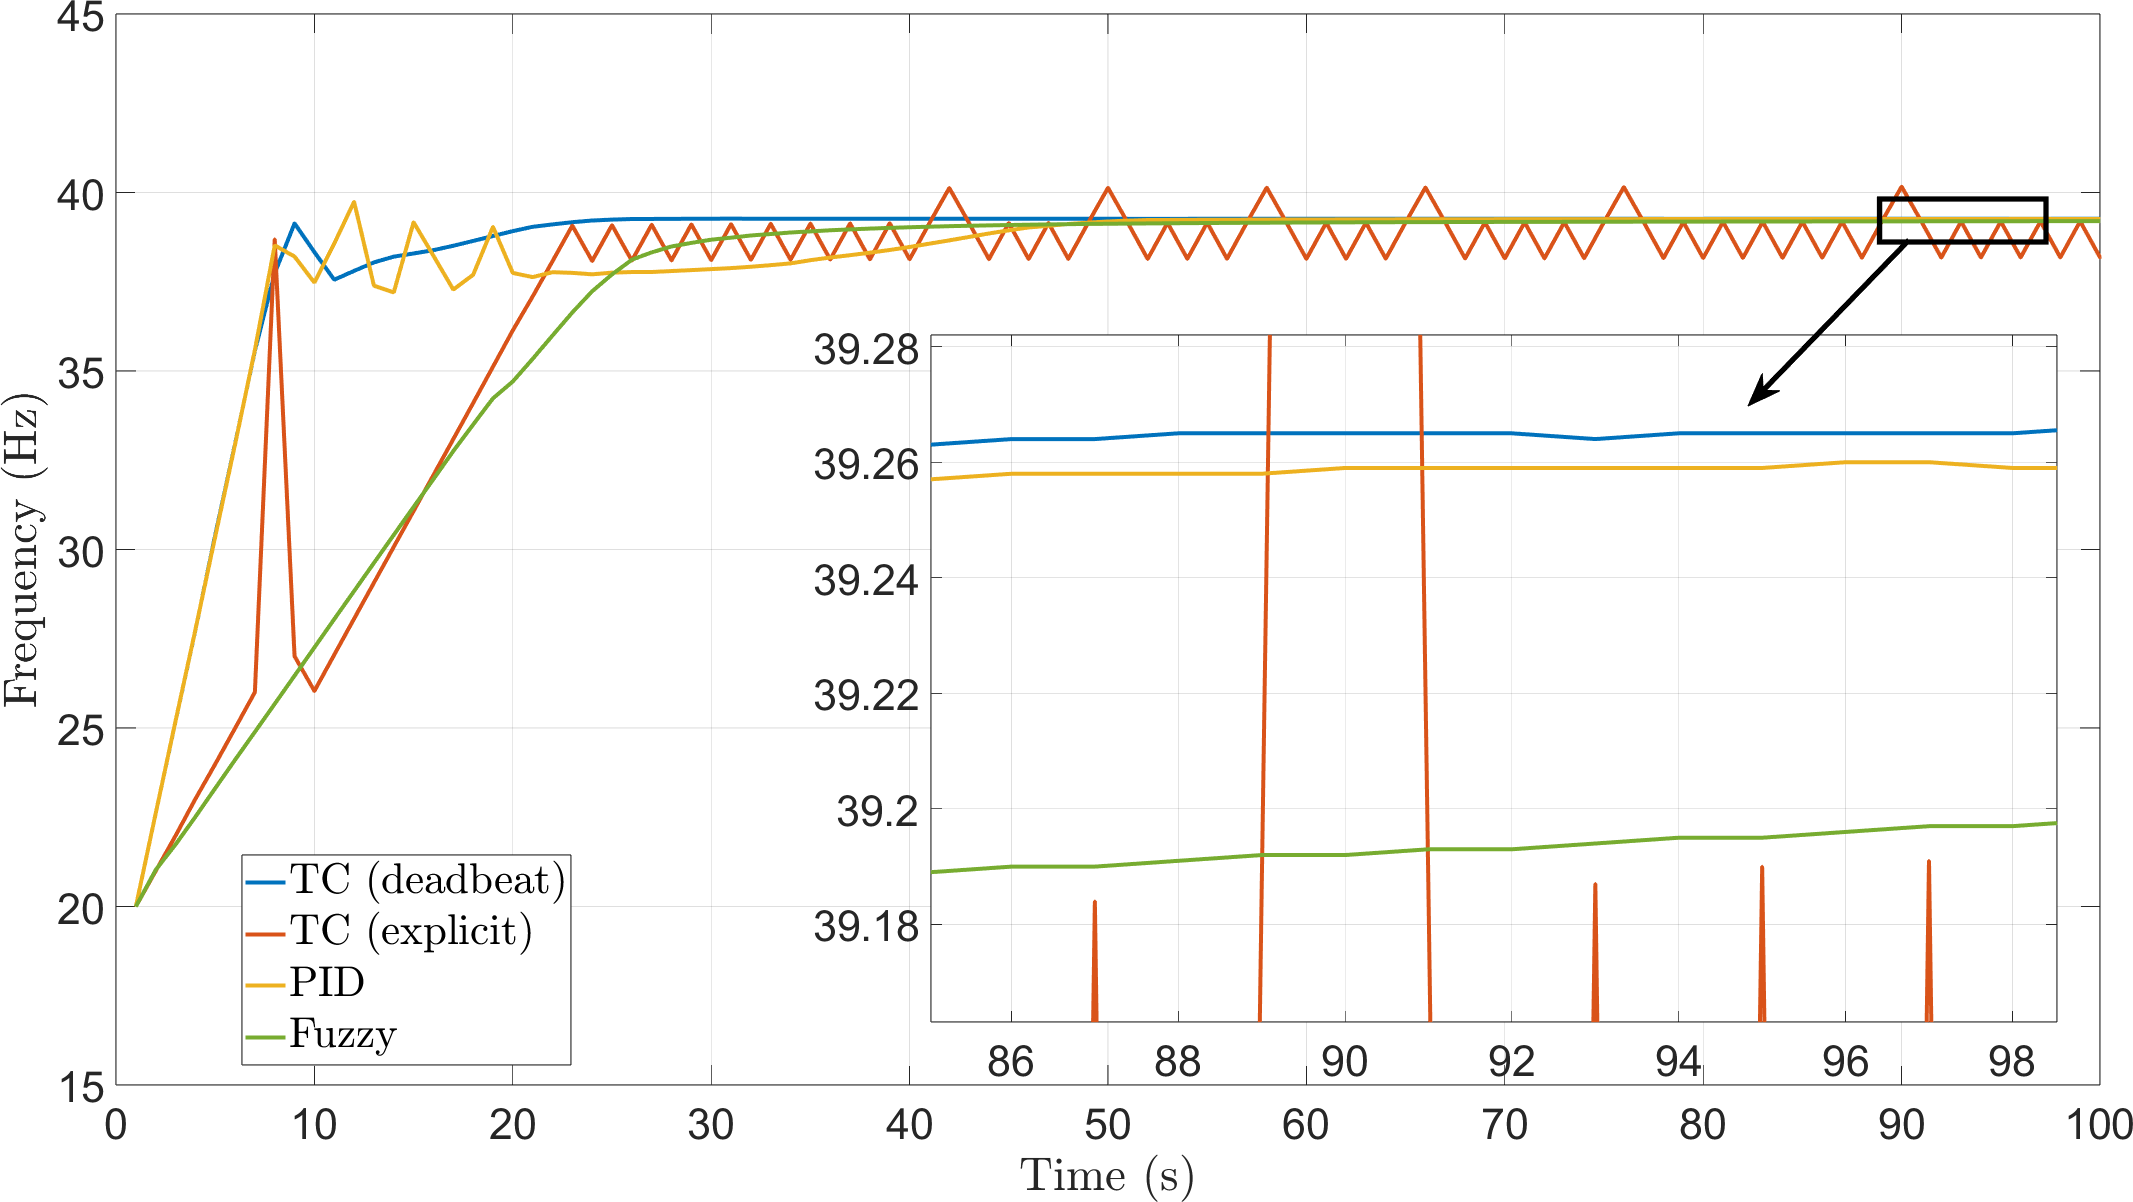 45
40
35
30
25
20
15
Frequency (Hz)
39.28
39.26
39.24
39.22
39.2
39.18
86 88 90 92 94 96 98
TC (deadbeat)
TC (explicit)
PID
Fuzzy
0 10 20 30 40 50 60 70 80 90 100
Time (s)